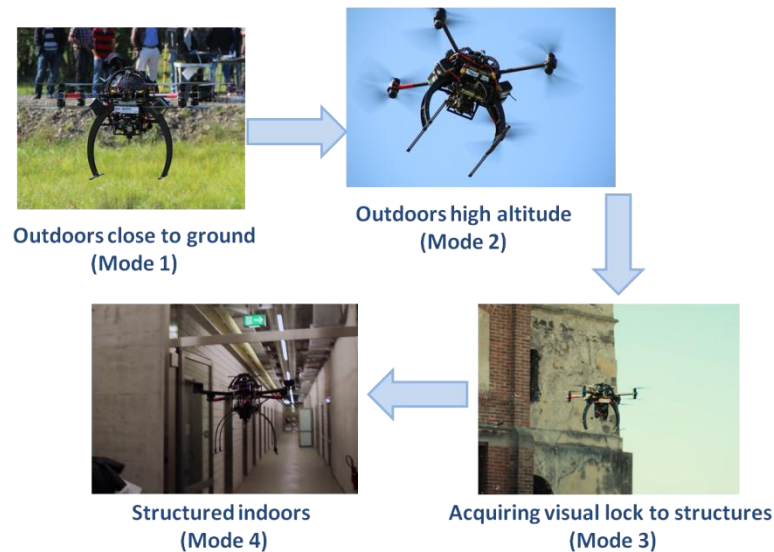 Outdoors close to ground
(Mode 1)
Outdoors high altitude
(Mode 2)
Acquiring visual lock to structures
(Mode 3)
Structured indoors
(Mode 4)